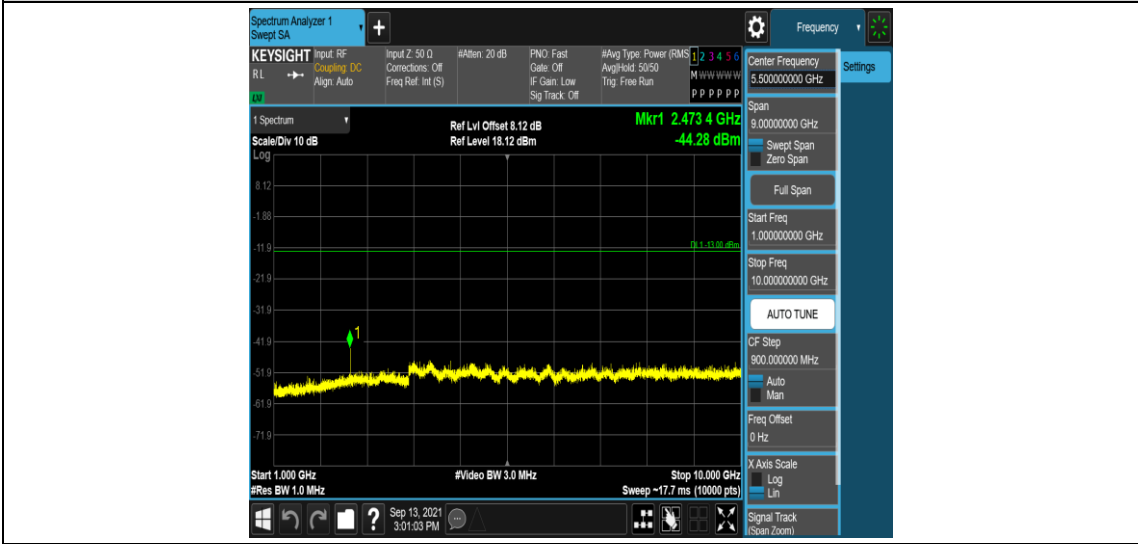 Spectrum Analyzer 1
Swept SA
+
Frequency
KEYSIGHT
RL
LM
Input: RF
Coupling: DC
Align: Auto
Input Z: 50 Ω
Corrections: Off
Freq Ref: Int (S)
#Atten: 20 dB
PNO: Fast
Gate: Off
IF Gain: Low
Sig Track: Off
#Avg Type: Power (RMS
Avg|Hold: 50/50
Trig: Free Run
1 2 3 4 5 6
M W W W W W
P P P P P P
1 Spectrum
Scale/Div 10 dB
Log
Ref Lvl Offset 8.12 dB
Ref Level 18.12 dBm
Mkr1 2.473 4 GHz
-44.28 dBm
8.12
-1.88
-11.9
DL1 -13.00 dBm
-21.9
-31.9
1
-41.9
-51.9
-61.9
-71.9
Start 1.000 GHz
#Res BW 1.0 MHz
#Video BW 3.0 MHz
Stop 10.000 GHz
Sweep ~17.7 ms (10000 pts)
?
Sep 13, 2021
3:01:03 PM
Center Frequency
5.500000000 GHz
Settings
Span
9.00000000 GHz
Swept Span
Zero Span
Full Span
Start Freq
1.000000000 GHz
Stop Freq
10.000000000 GHz
AUTO TUNE
CF Step
900.000000 MHz
Auto
Man
Freq Offset
0 Hz
X Axis Scale
Log
Lin
Signal Track
(Span Zoom)